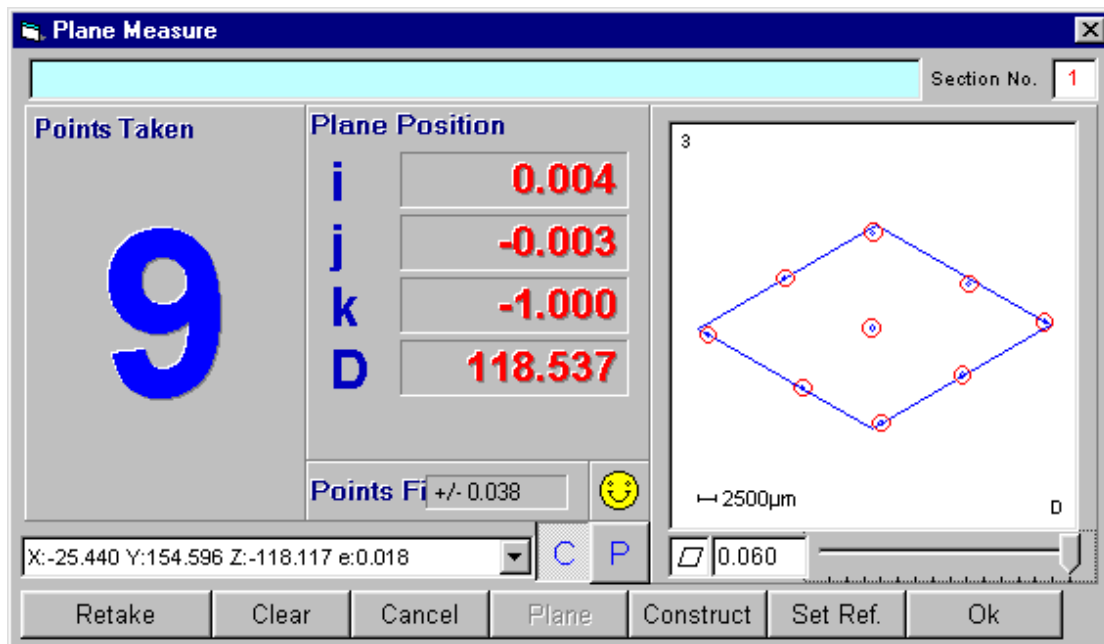 Plane Measure
Section No. 1
Points Taken
9
Plane Position
i 0.004
j -0.003
k -1.000
D 118.537
Points Fi +/- 0.038
3
2500µm
D
X:-25.440 Y:154.596 Z:-118.117 e:0.018
C P
0.060
Retake Clear Cancel Plane Construct Set Ref. Ok